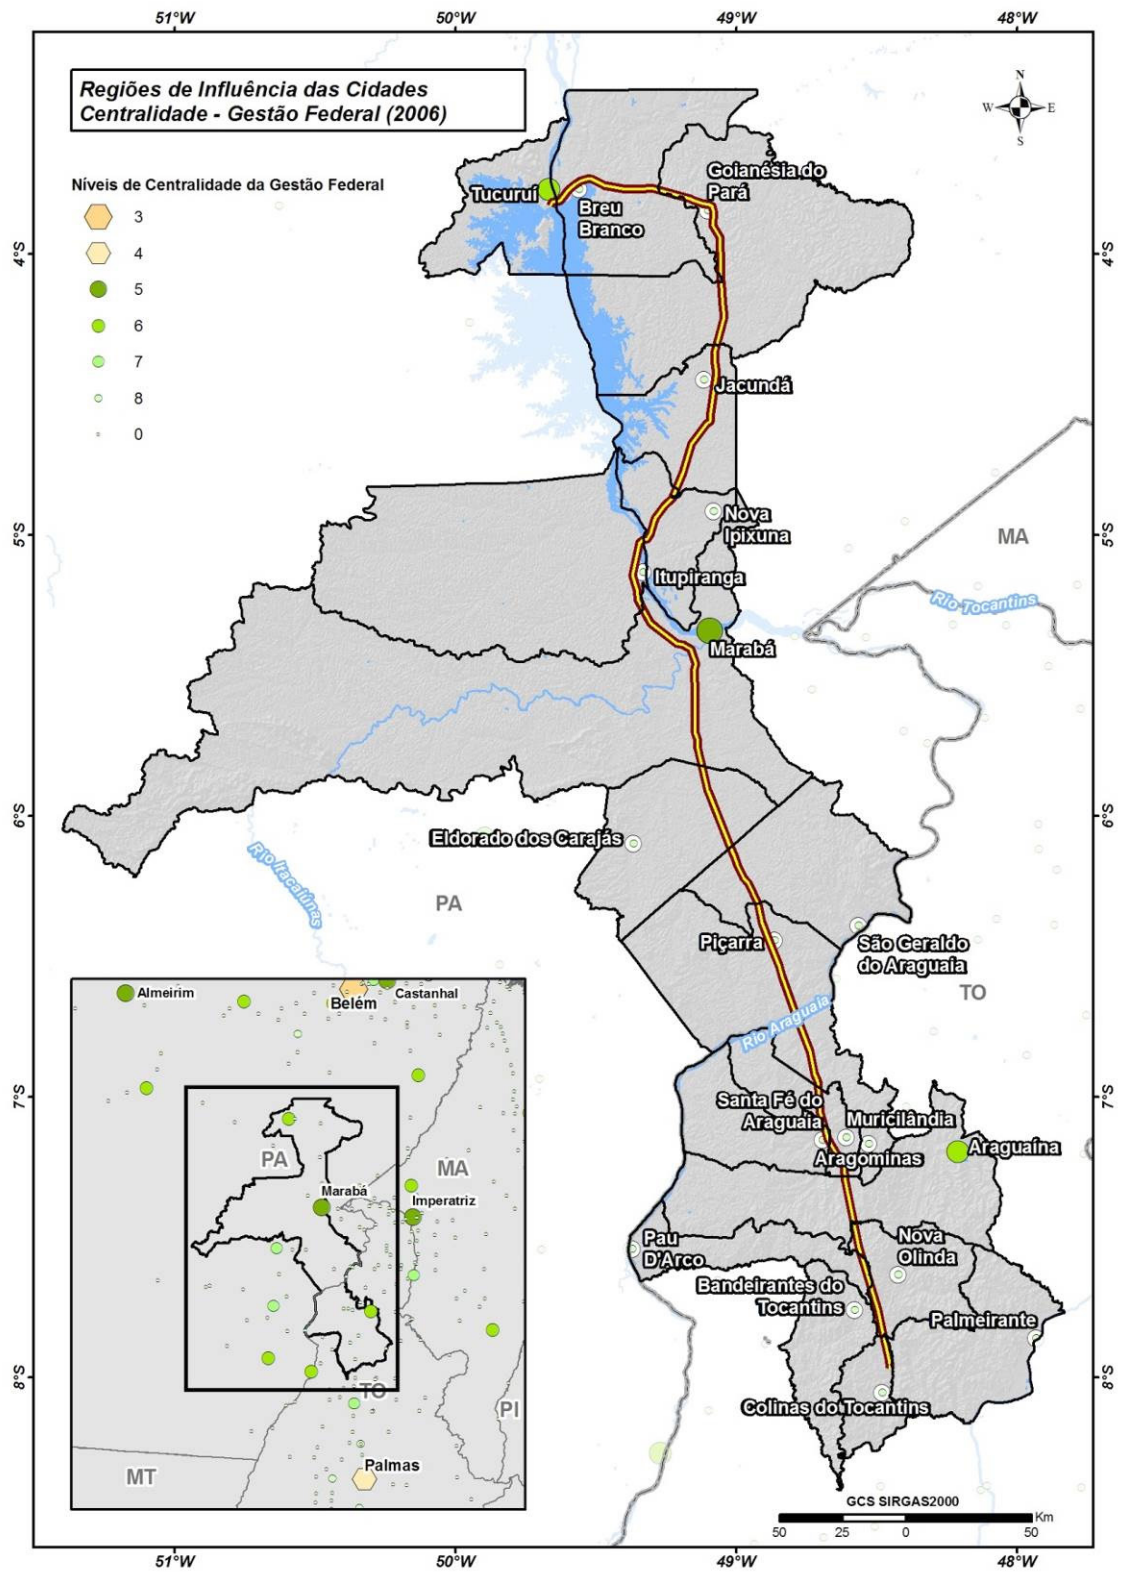 51°W
50°W
49°W
48°W
Regiões de Influência das Cidades
Centralidade - Gestão Federal (2006)
N
W
E
S
Níveis de Centralidade da Gestão Federal
3
4
5
6
7
8
0
Tucuruí
Breu
Branco
Goianésia do
Pará
4°S
4°S
Jacundá
Nova
Ipixuna
5°S
5°S
MA
Itupiranga
Rio Tocantins
Marabá
6°S
6°S
Eldorado dos Carajás
Rio Itacaiúnas
PA
Piçarra
São Geraldo
do Araguaia
TO
Rio Araguaia
7°S
7°S
Santa Fé do
Araguaia
Muricilândia
Aragominas
Araguaína
Pau
D'Arco
Nova
Olinda
Bandeirantes do
Tocantins
Palmeirante
8°S
8°S
Colinas do Tocantins
Almeirim
Belém
Castanhal
PA
MA
Marabá
Imperatriz
TO
PI
MT
Palmas
GCS SIRGAS2000
Km
50
25
0
50
51°W
50°W
49°W
48°W